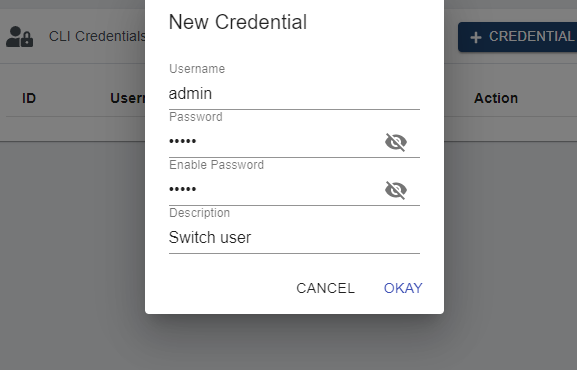 New Credential
CLI Credentials
+ CREDENTIAL
Username
admin
ID
Action
Password
•••••
Enable Password
•••••
Description
Switch user
CANCEL
OKAY